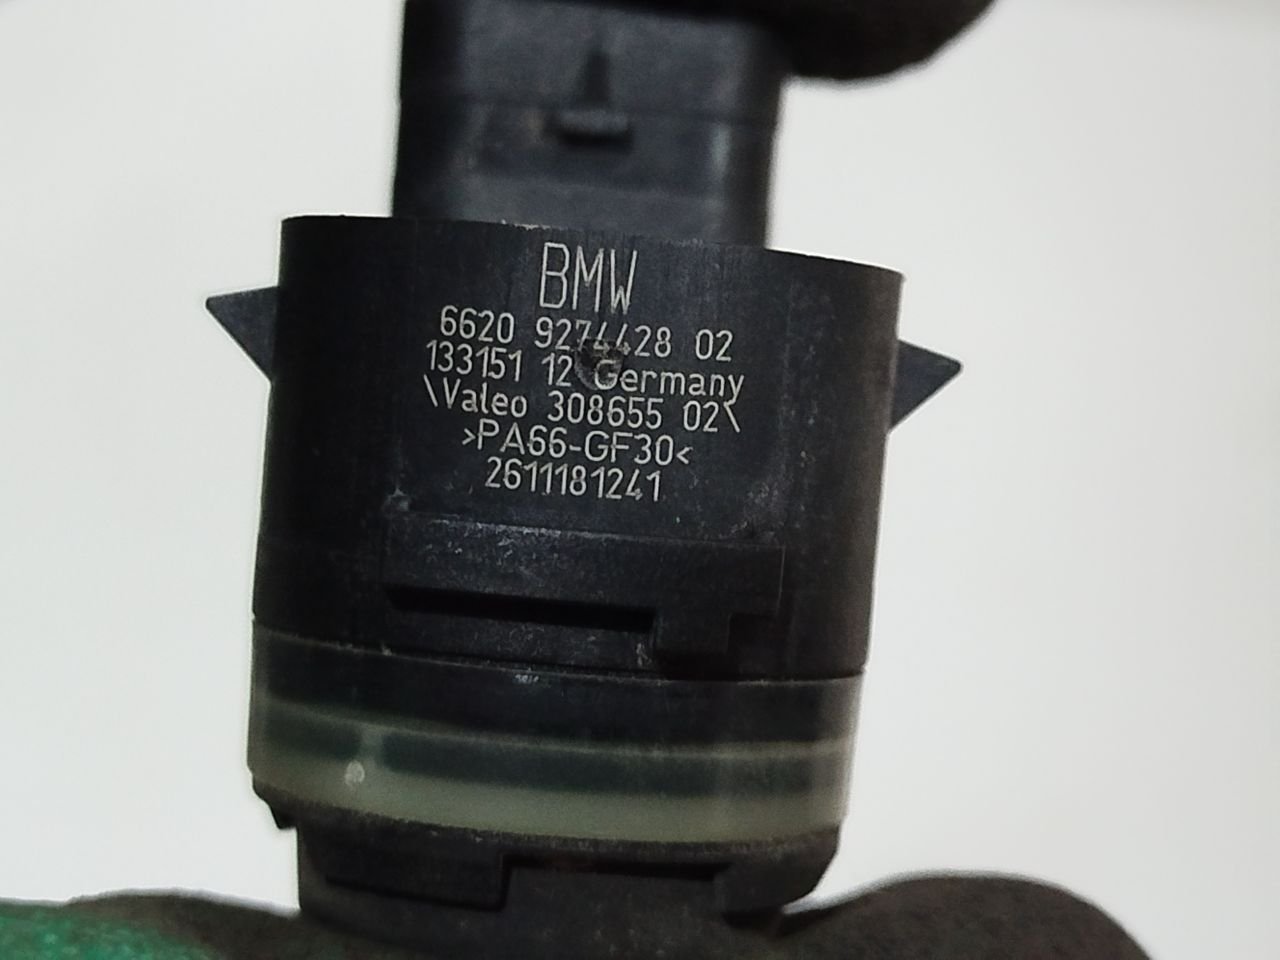 BMW
6620 9274428 02
133151 12 Germany
\Valeo 308655 02\
>PA66-GF30<
2611181241